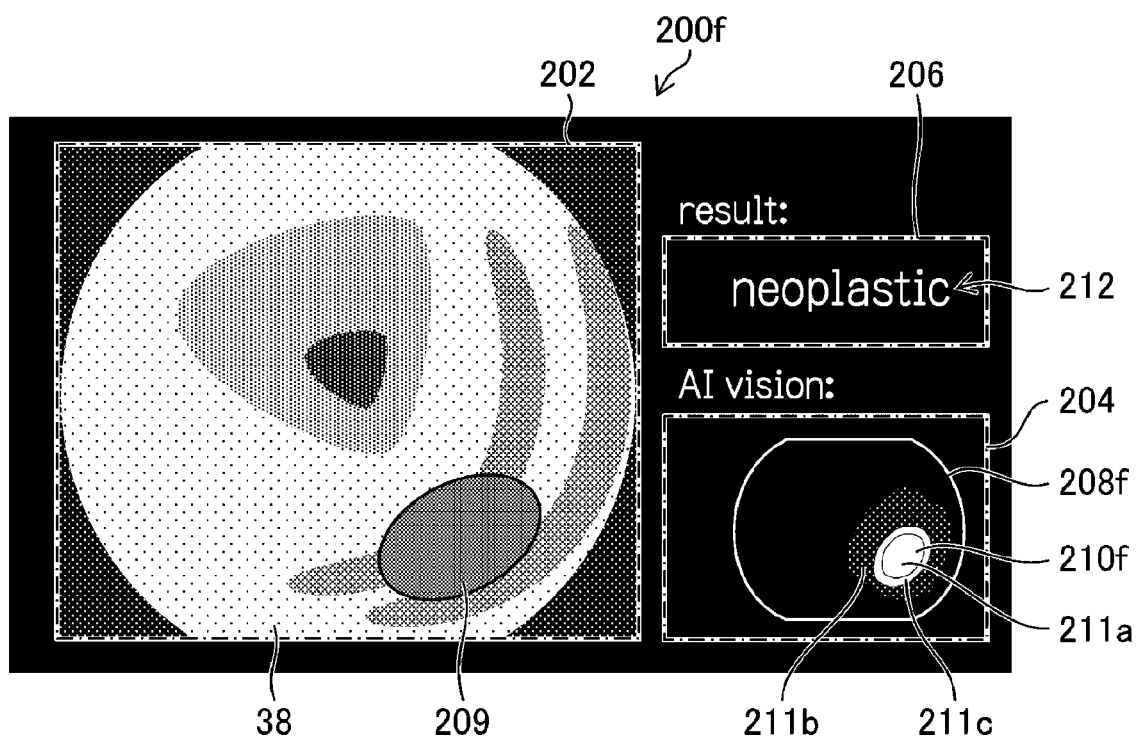 200f
202
206
result:
neoplastic
212
AI vision:
204
208f
210f
211a
38
209
211b
211c